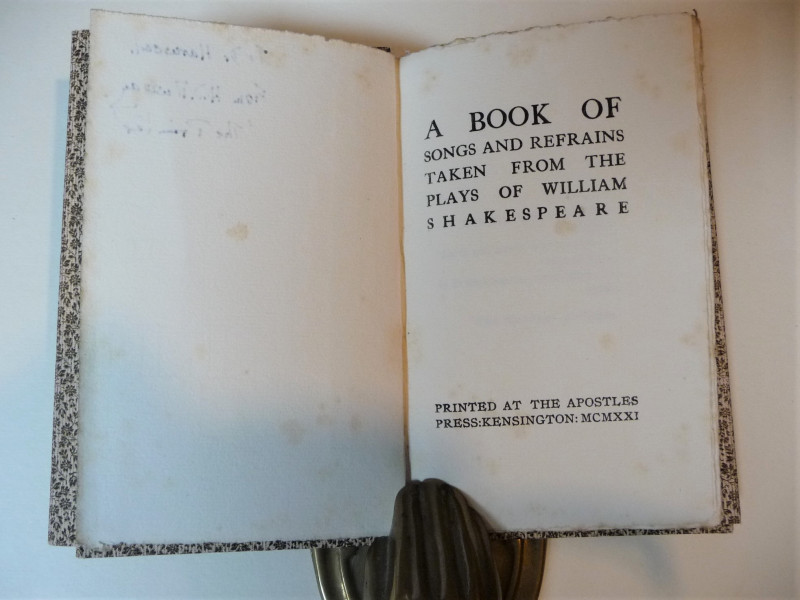 A BOOK OF
SONGS AND REFRAINS
TAKEN FROM THE
PLAYS OF WILLIAM
SHAKESPEARE
PRINTED AT THE APOSTLES
PRESS:KENSINGTON: MCMXXI